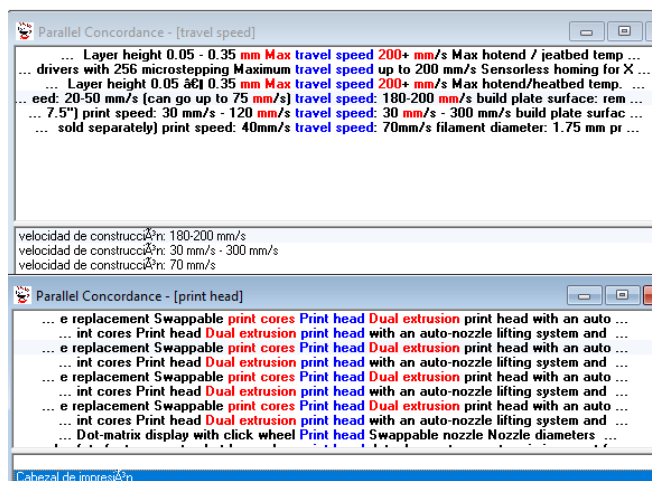 Parallel Concordance - [travel speed]
... Layer height 0.05 - 0.35 mm Max travel speed 200+ mm/s Max hotend / jeatbed temp ...
... drivers with 256 microstepping Maximum travel speed up to 200 mm/s Sensorless homing for X ...
... Layer height 0.05 â€¦ 0.35 mm Max travel speed 200+ mm/s Max hotend/heatbed temp. ...
... eed: 20-50 mm/s (can go up to 75 mm/s) travel speed: 180-200 mm/s build plate surface: rem ...
... 7.5") print speed: 30 mm/s - 120 mm/s travel speed: 30 mm/s - 300 mm/s build plate surfac ...
... sold separately) print speed: 40mm/s travel speed: 70mm/s filament diameter: 1.75 mm pr ...
velocidad de construcciÃ³n: 180-200 mm/s
velocidad de construcciÃ³n: 30 mm/s - 300 mm/s
velocidad de construcciÃ³n: 70 mm/s
Parallel Concordance - [print head]
... e replacement Swappable print cores Print head Dual extrusion print head with an auto ...
... int cores Print head Dual extrusion print head with an auto-nozzle lifting system and ...
... e replacement Swappable print cores Print head Dual extrusion print head with an auto ...
... int cores Print head Dual extrusion print head with an auto-nozzle lifting system and ...
... e replacement Swappable print cores Print head Dual extrusion print head with an auto ...
... int cores Print head Dual extrusion print head with an auto-nozzle lifting system and ...
... e replacement Swappable print cores Print head Dual extrusion print head with an auto ...
... int cores Print head Dual extrusion print head with an auto-nozzle lifting system and ...
... Dot-matrix display with click wheel Print head Swappable nozzle Nozzle diameters ...
Cabezal de impresiÃ³n